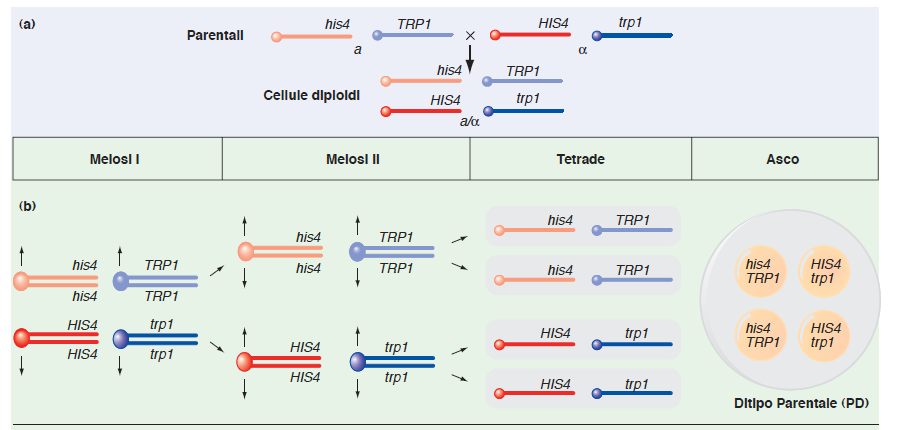 (a)
Parentali his4 TRP1 × HIS4 trp1
a α
his4 TRP1
Cellule diploidi
HIS4 trp1
a/α
Meiosi I Meiosi II Tetrade Asco
(b)
his4 TRP1
his4 TRP1
HIS4 trp1
HIS4 trp1
his4 TRP1
his4 TRP1
HIS4 trp1
HIS4 trp1
his4 TRP1
his4 TRP1
HIS4 trp1
HIS4 trp1
his4 HIS4
TRP1 trp1
his4 HIS4
TRP1 trp1
Ditipo Parentale (PD)